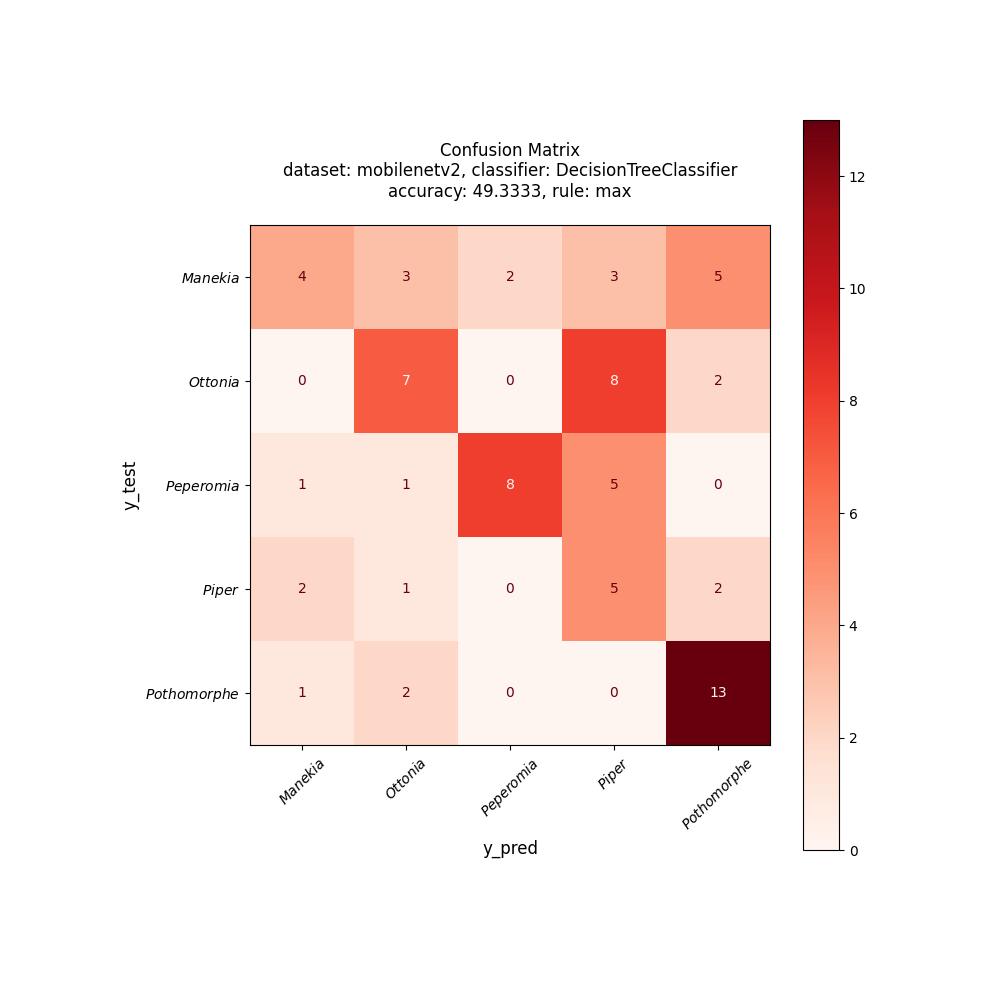 Confusion Matrix
dataset: mobilenetv2, classifier: DecisionTreeClassifier
accuracy: 49.3333, rule: max
Manekia 4 3 2 3 5
Ottonia 0 7 0 8 2
Peperomia 1 1 8 5 0
Piper 2 1 0 5 2
Pothomorphe 1 2 0 0 13
Manekia Ottonia Peperomia Piper Pothomorphe
y_pred
y_test
12
10
8
6
4
2
0